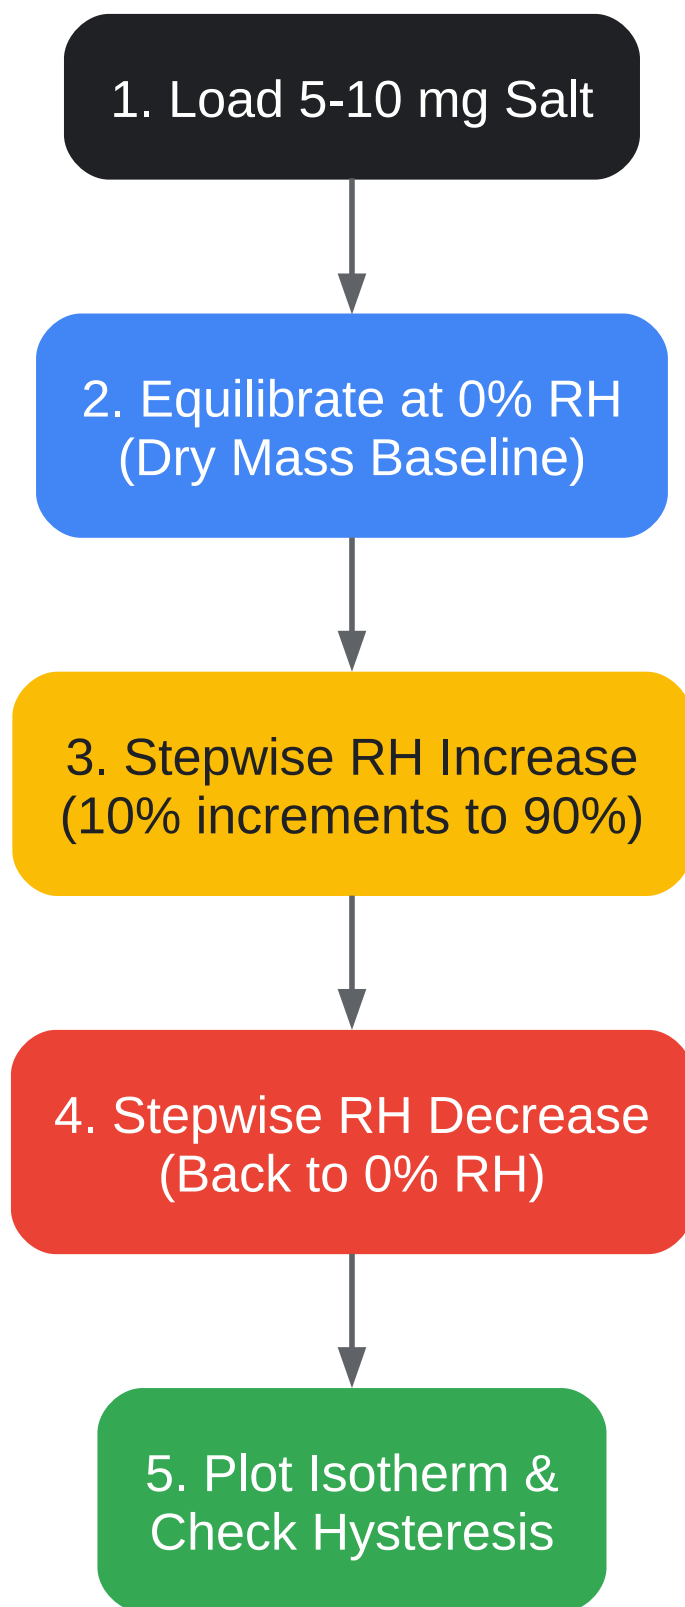 1. Load 5-10 mg Salt
2. Equilibrate at 0% RH
(Dry Mass Baseline)
3. Stepwise RH Increase
(10% increments to 90%)
4. Stepwise RH Decrease
(Back to 0% RH)
5. Plot Isotherm &
Check Hysteresis